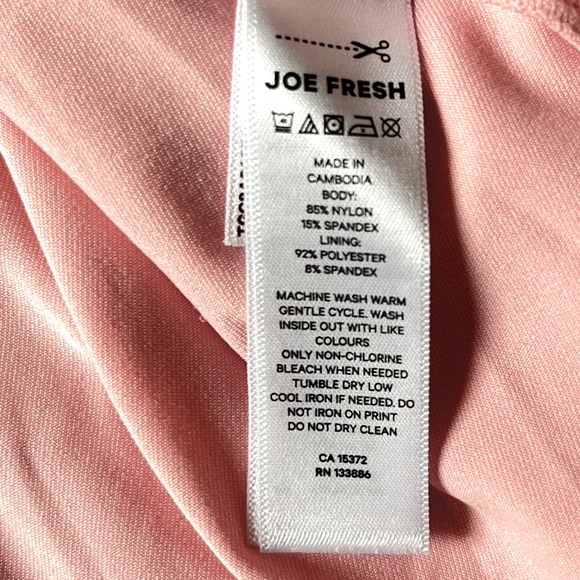 JOE FRESH
MADE IN
CAMBODIA
BODY:
85% NYLON
15% SPANDEX
LINING:
92% POLYESTER
8% SPANDEX
MACHINE WASH WARM
GENTLE CYCLE. WASH
INSIDE OUT WITH LIKE
COLOURS
ONLY NON-CHLORINE
BLEACH WHEN NEEDED
TUMBLE DRY LOW
COOL IRON IF NEEDED. DO
NOT IRON ON PRINT
DO NOT DRY CLEAN
CA 15372
RN 133886